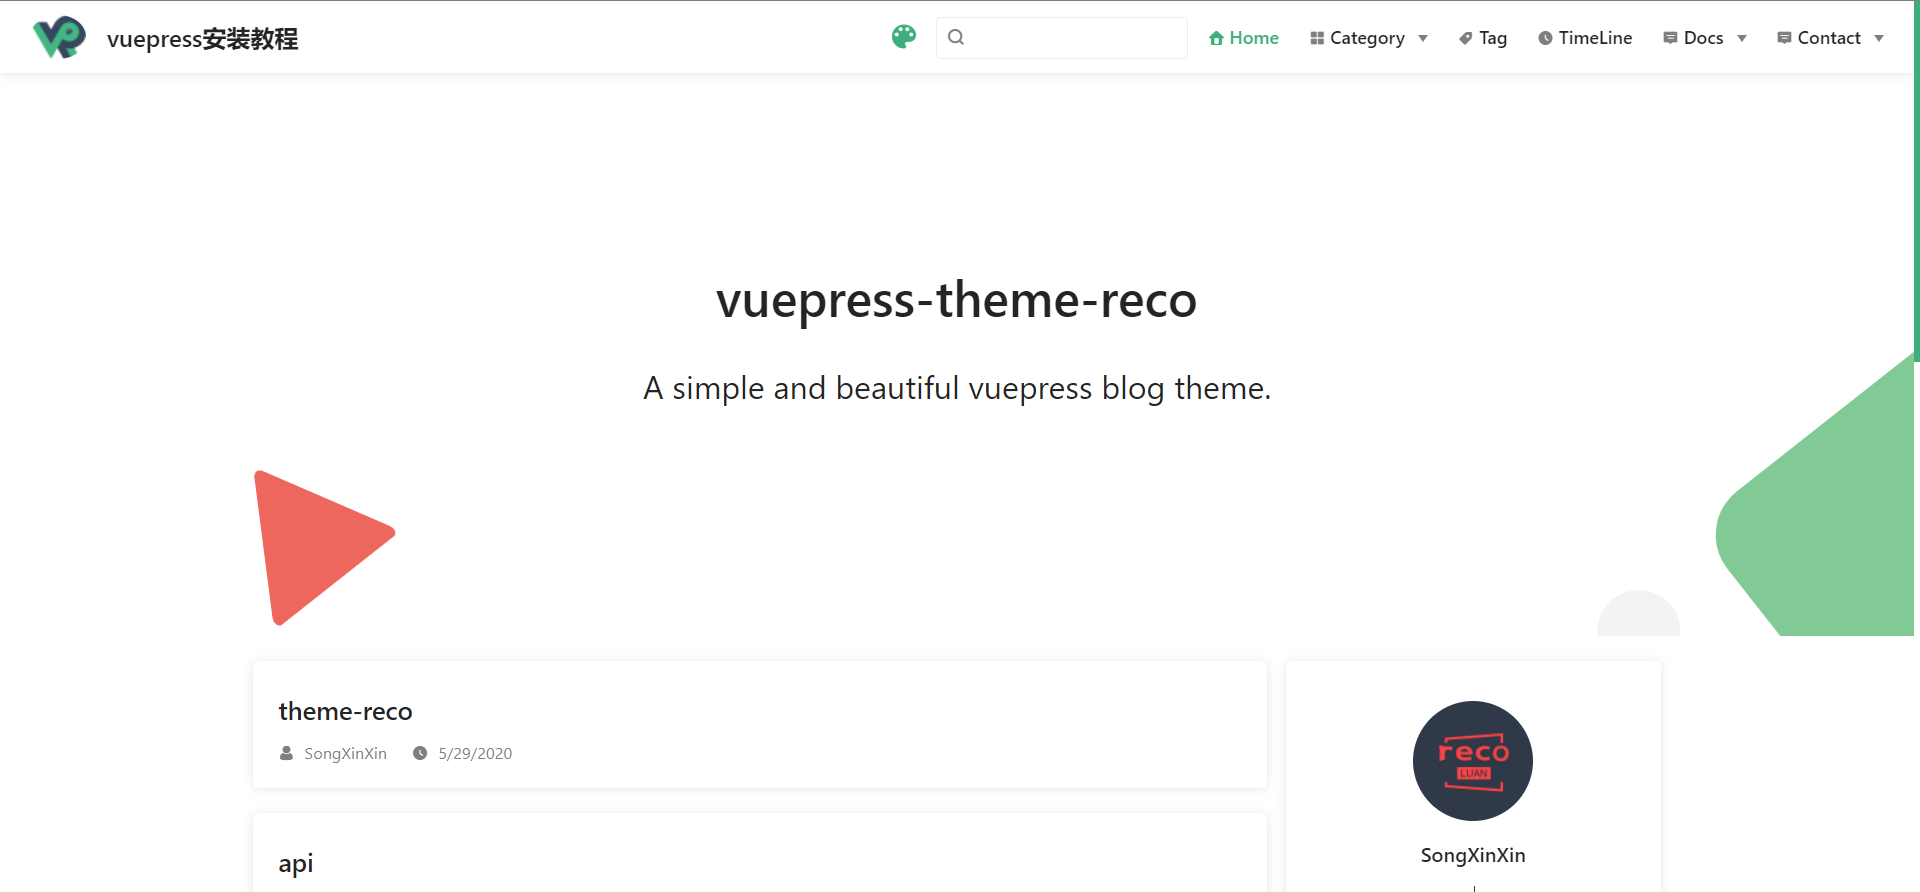 vuepress安装教程
Home Category Tag TimeLine Docs Contact
vuepress-theme-reco
A simple and beautiful vuepress blog theme.
theme-reco
SongXinXin 5/29/2020
reco
LUAN
SongXinXin
api